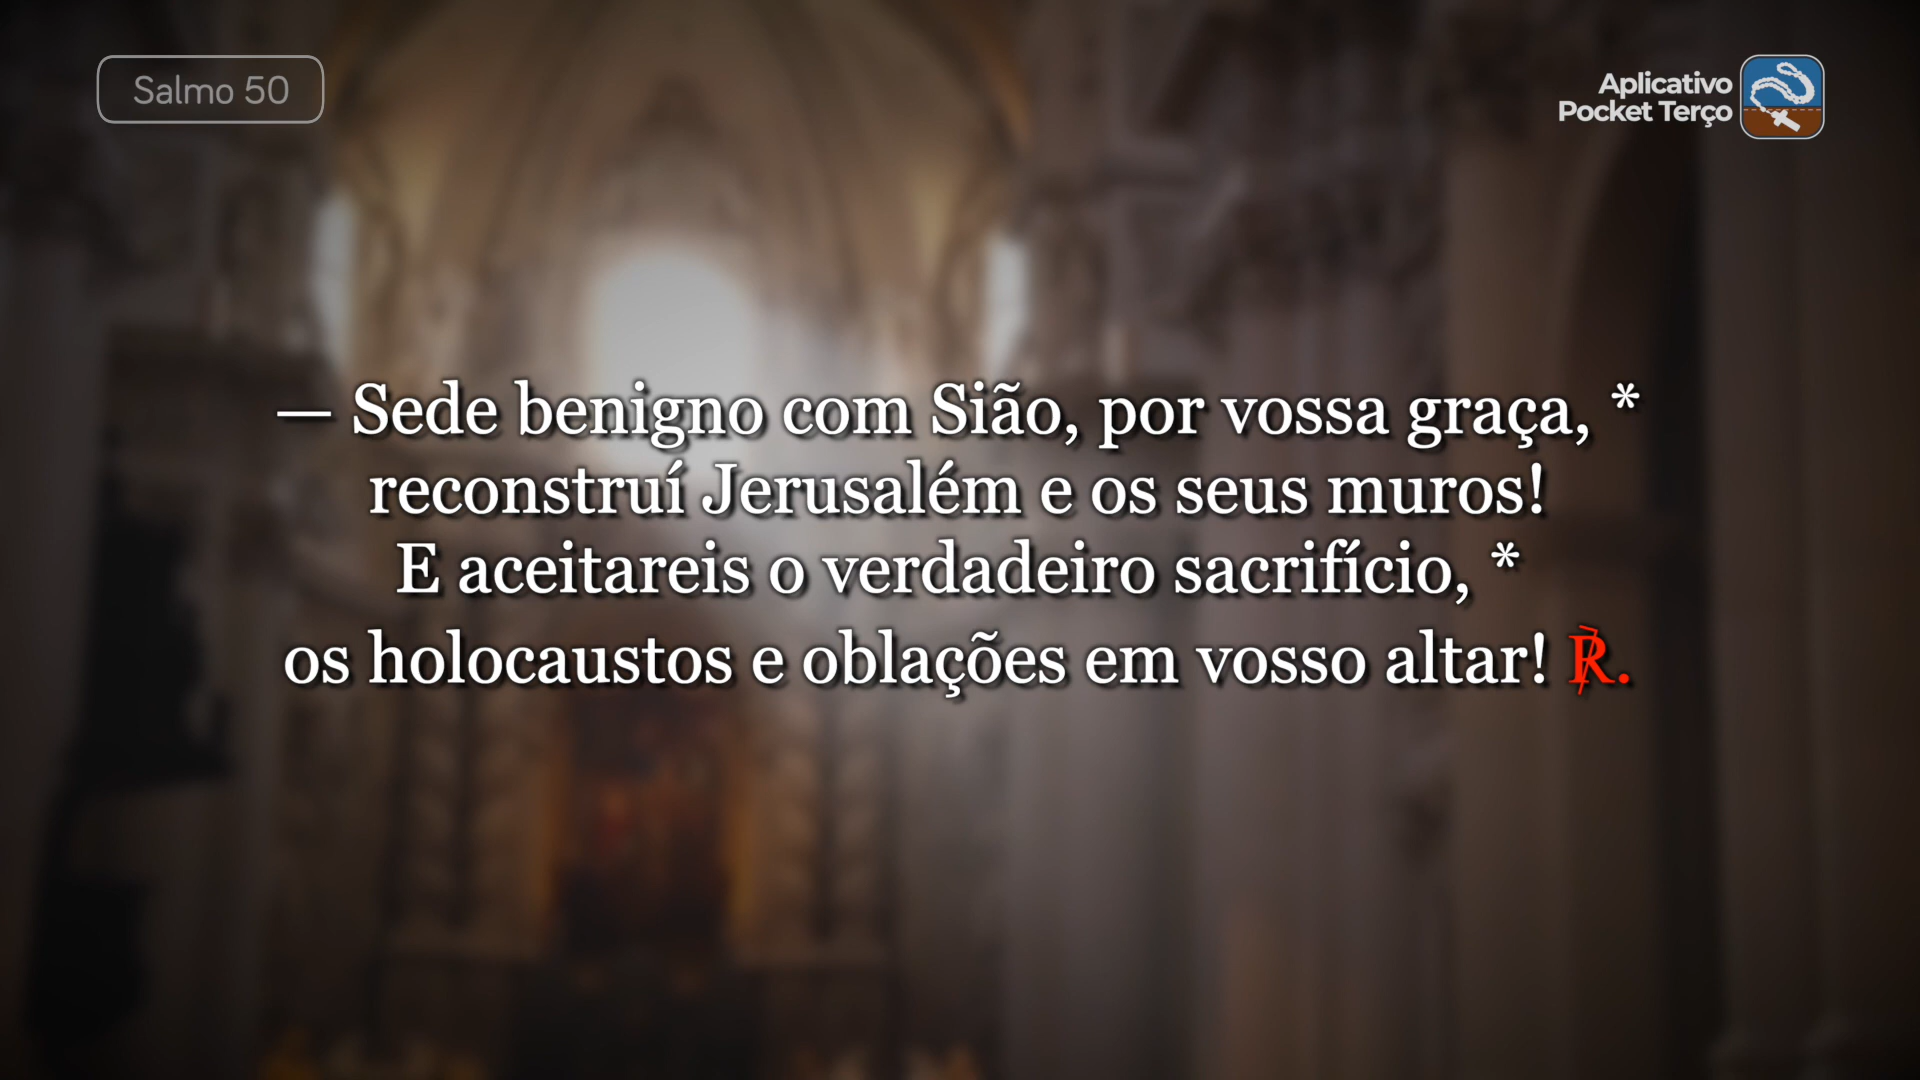 Salmo 50
Aplicativo
Pocket Terço
— Sede benigno com Sião, por vossa graça, *
reconstruí Jerusalém e os seus muros!
E aceitareis o verdadeiro sacrifício, *
os holocaustos e oblações em vosso altar! ℟.